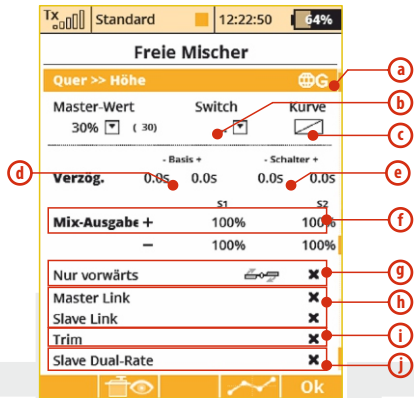 Tx Standard 12:22:50 64%
Freie Mischer
Quer >> Höhe G
a
Master-Wert Switch Kurve
b
30% ( 30)
c
- Basis + - Schalter +
d
Verzög. 0.0s 0.0s 0.0s 0.0s
e
S1 S2
Mix-Ausgabe + 100% 100%
f
− 100% 100%
Nur vorwärts
g
Master Link
h
Slave Link
Trim
i
Slave Dual-Rate
j
Ok